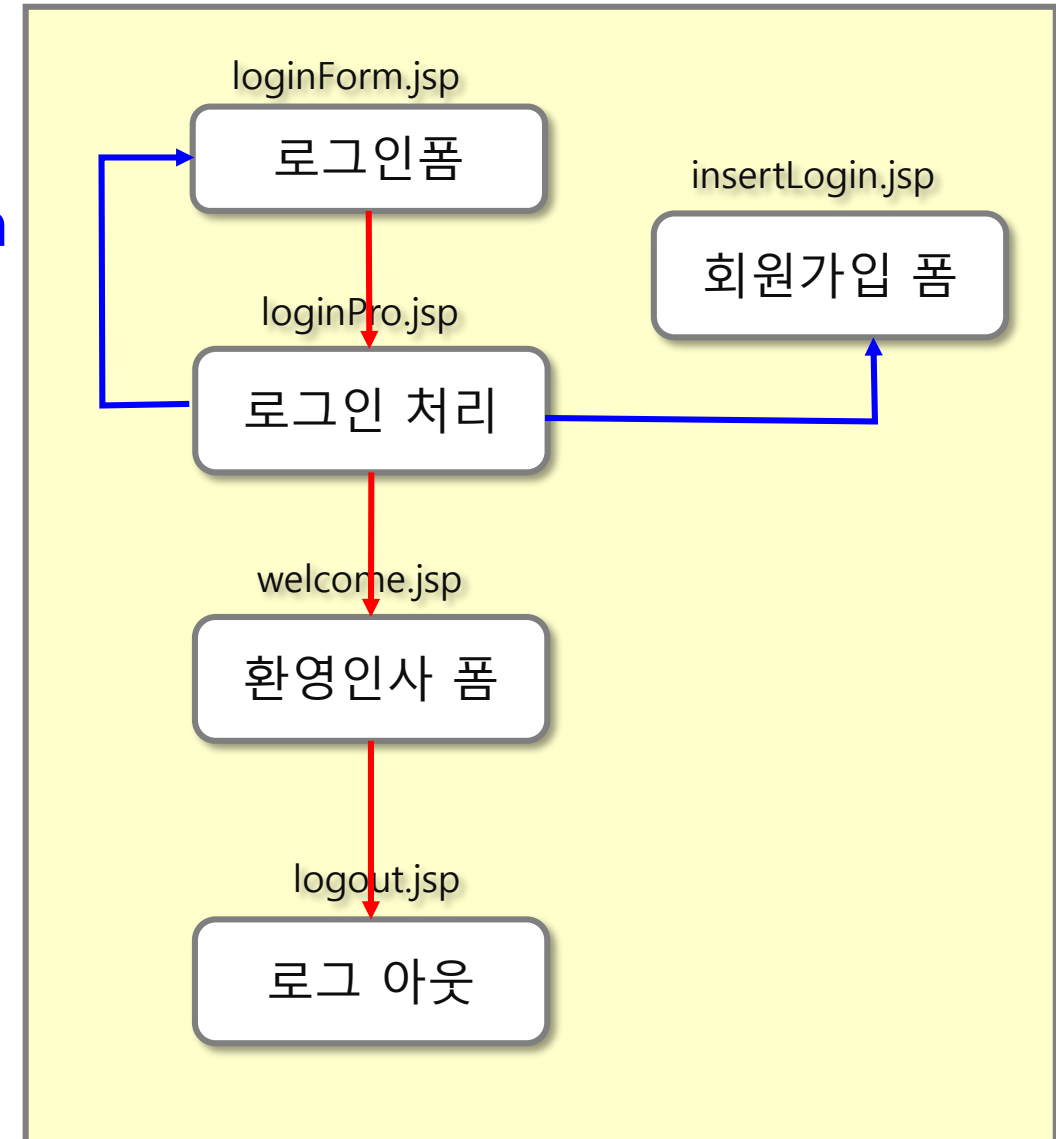 loginForm.jsp
로그인폼
insertLogin.jsp
회원가입 폼
loginPro.jsp
로그인 처리
welcome.jsp
환영인사 폼
logout.jsp
로그 아웃